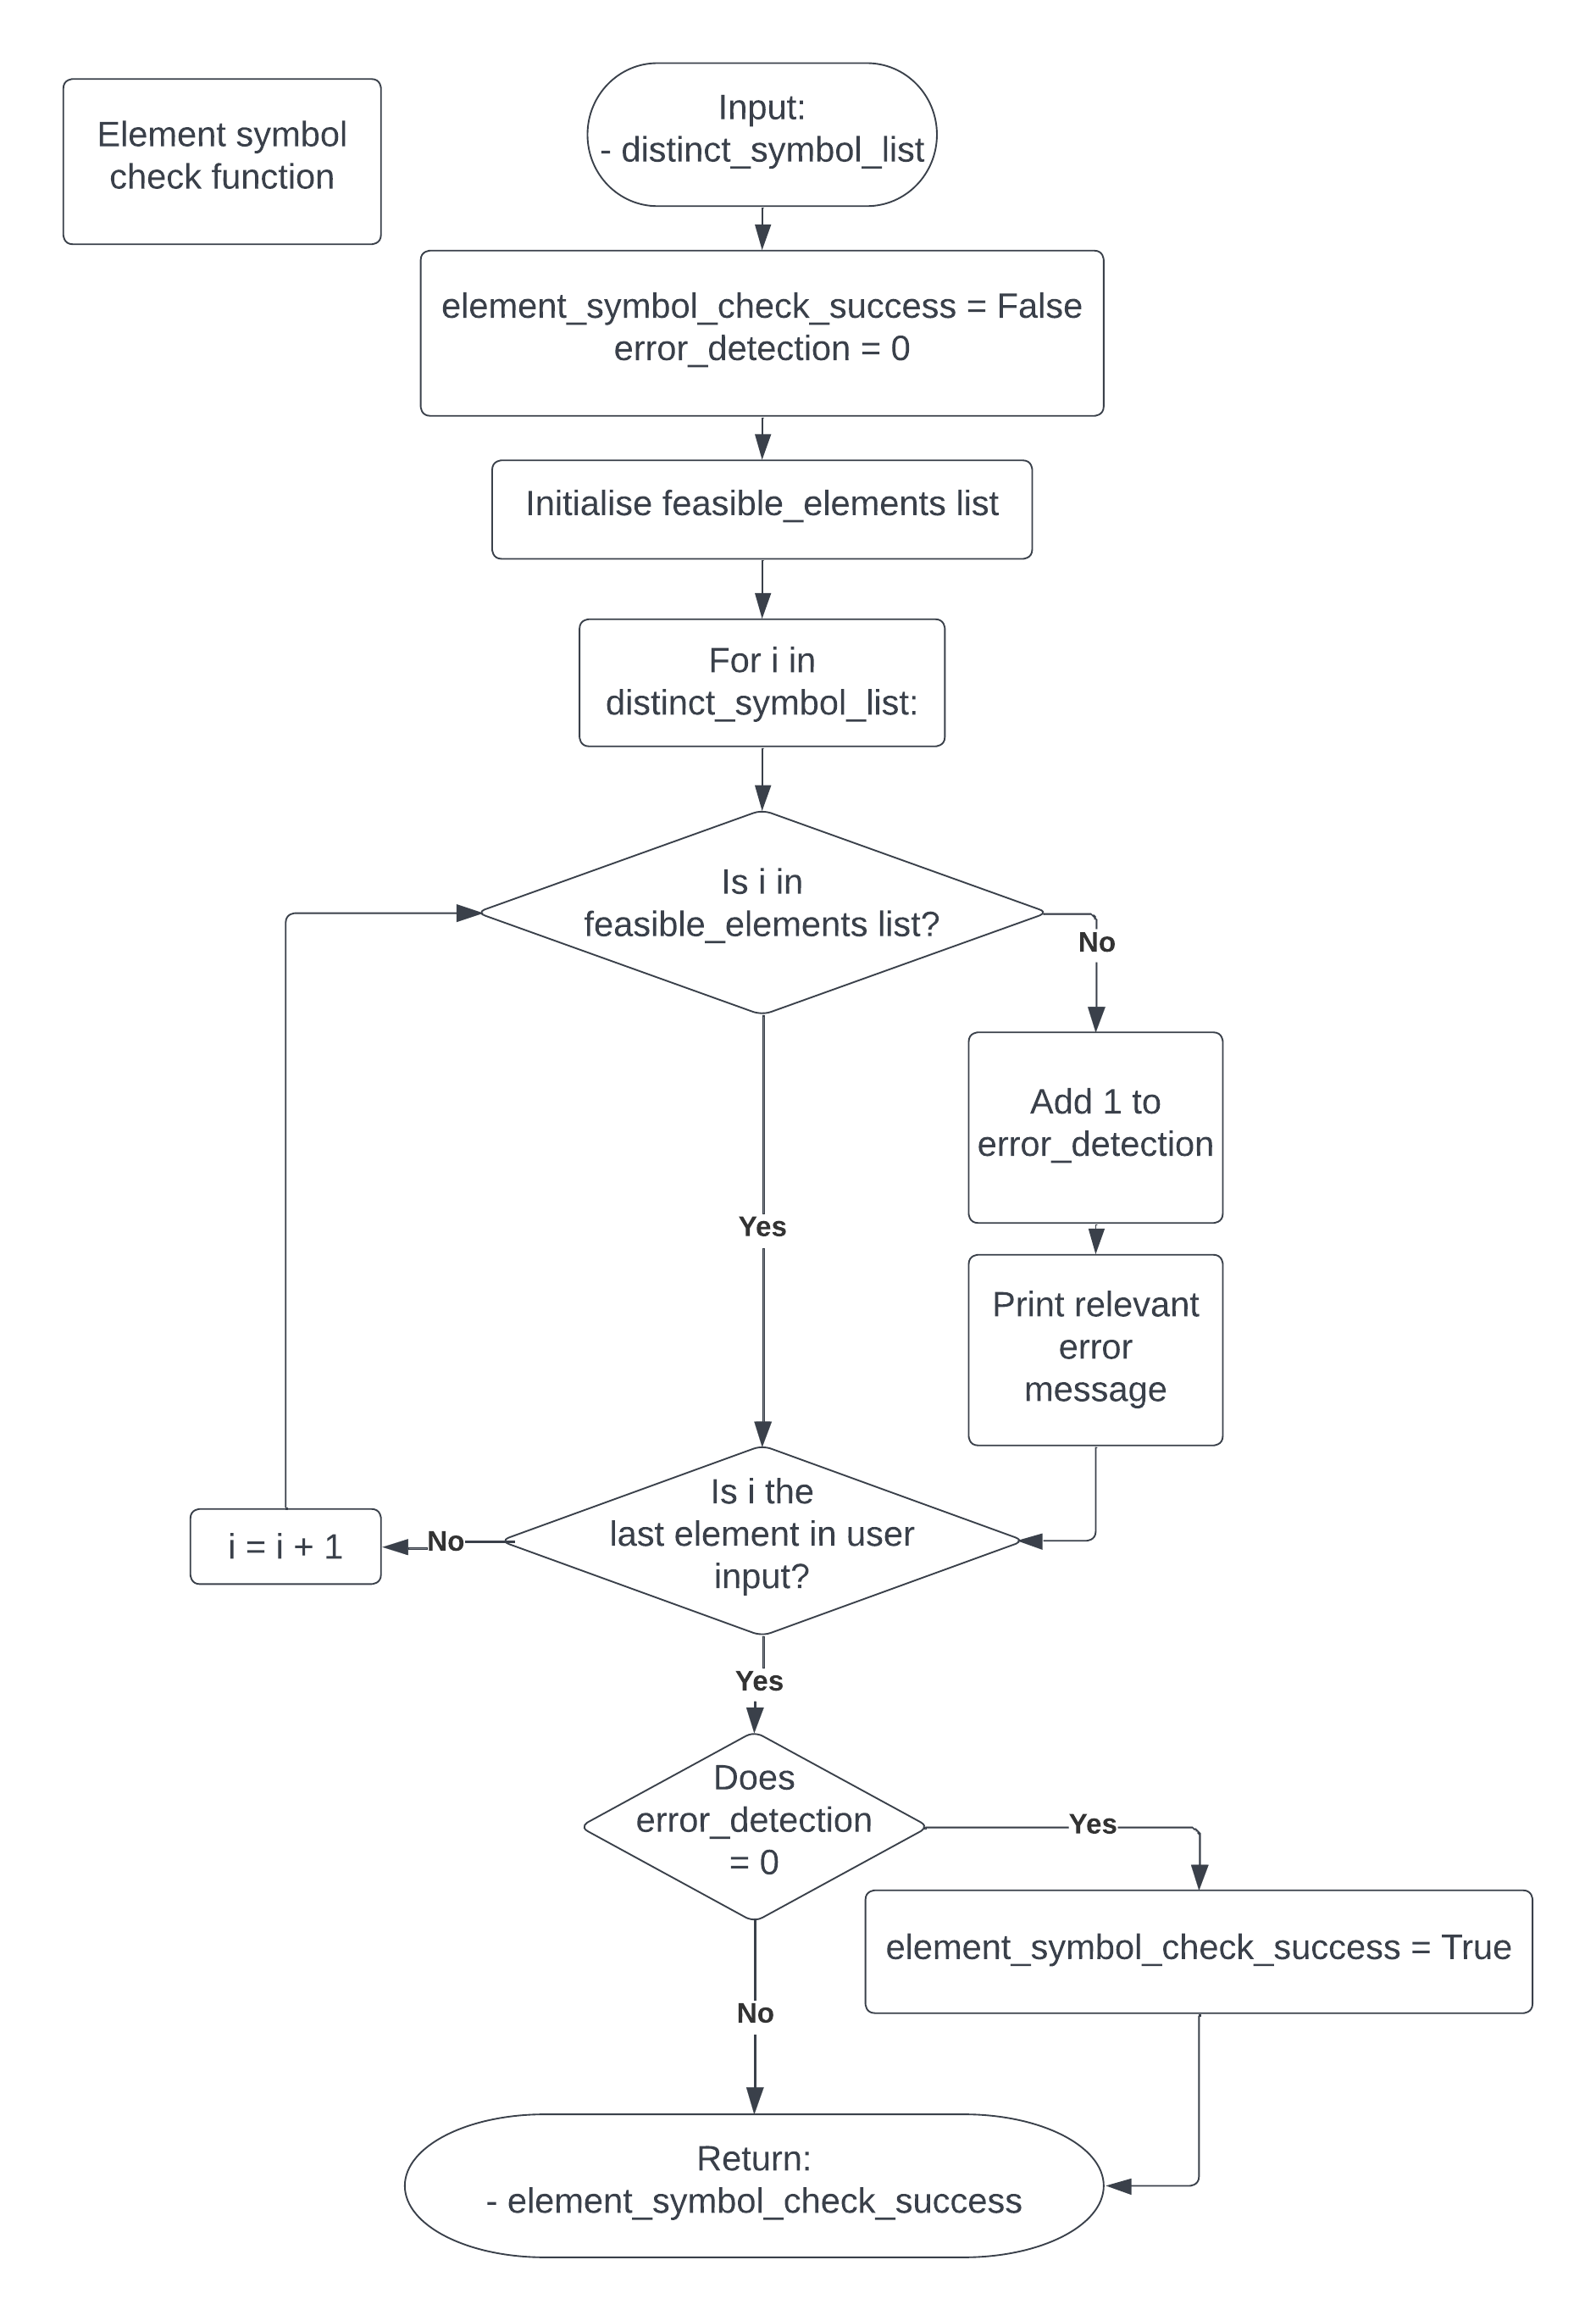 Element symbol
check function
Input:
- distinct_symbol_list
element_symbol_check_success = False
error_detection = 0
Initialise feasible_elements list
For i in
distinct_symbol_list:
Is i in
feasible_elements list?
No
Add 1 to
error_detection
Yes
Print relevant
error
message
Is i the
last element in user
input?
No
i = i + 1
Yes
Does
error_detection
= 0
Yes
element_symbol_check_success = True
No
Return:
- element_symbol_check_success